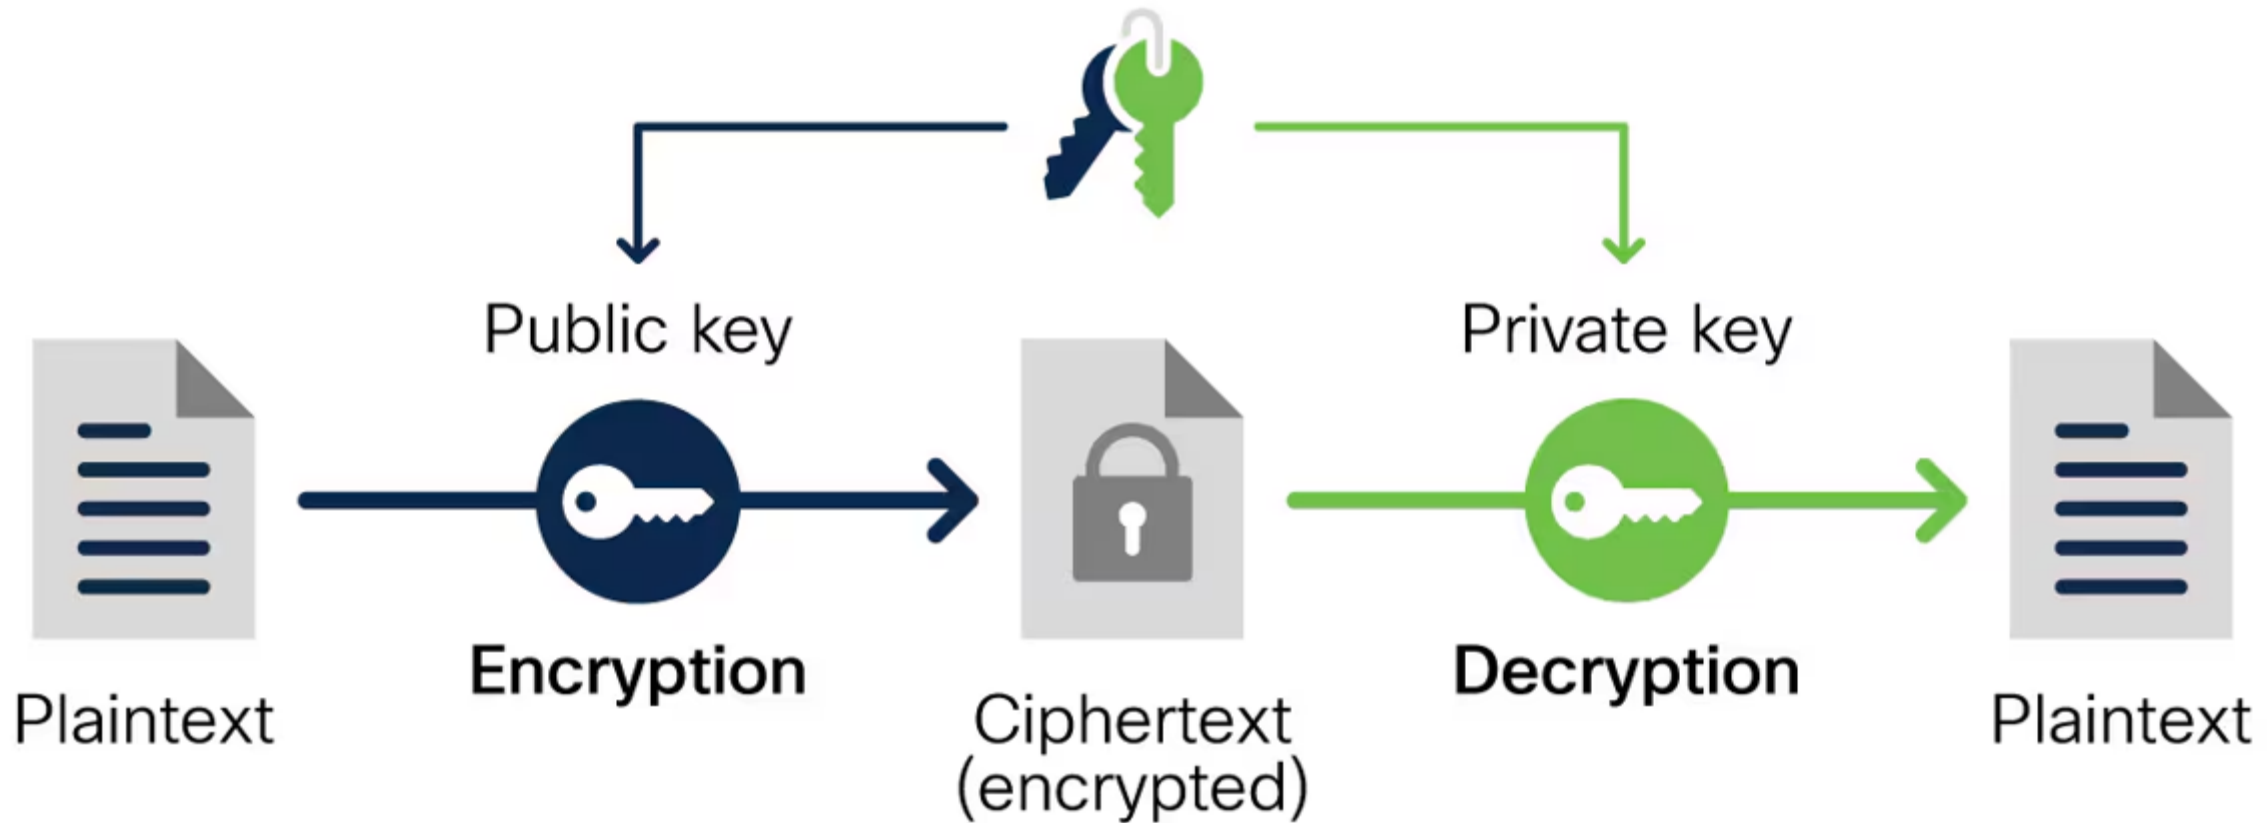 Public key
Private key
Encryption
Decryption
Plaintext
Ciphertext
(encrypted)
Plaintext